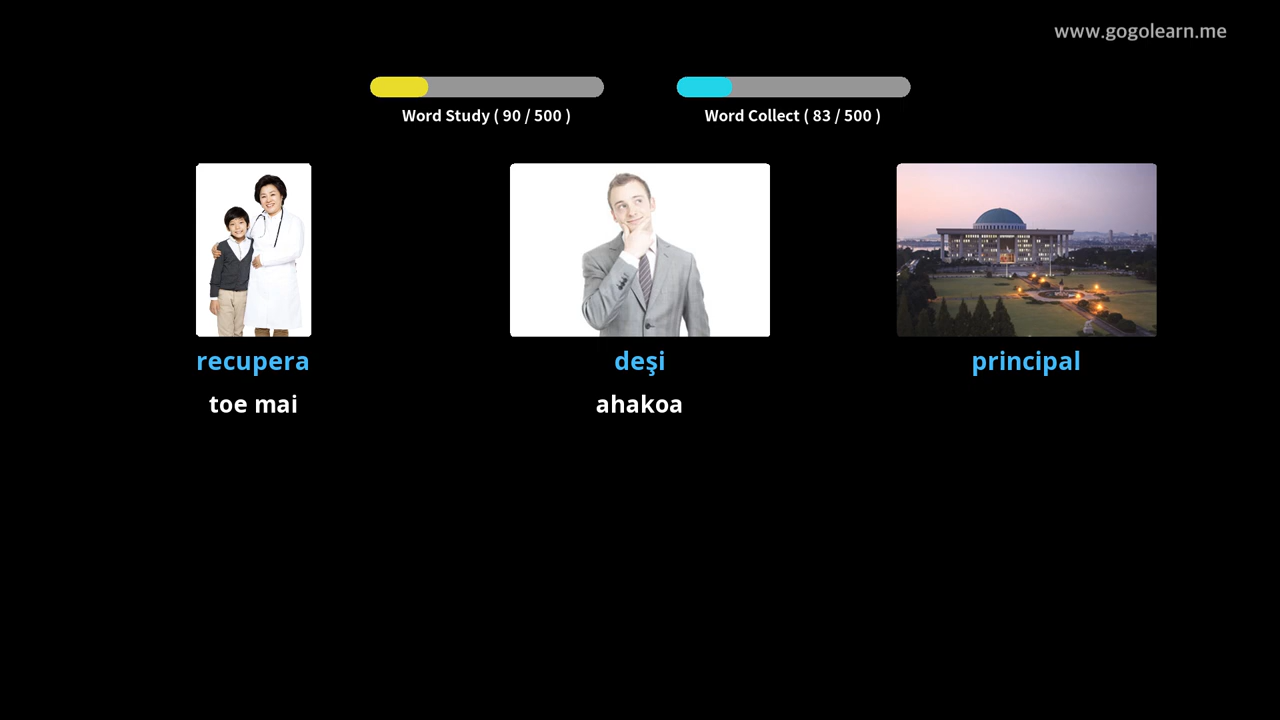 www.gogolearn.me
Word Study ( 90 / 500 )
Word Collect ( 83 / 500 )
recupera
deşi
principal
toe mai
ahakoa